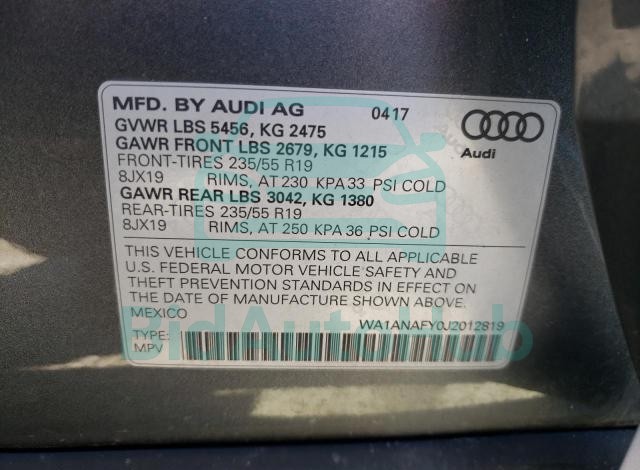 MFD. BY AUDI AG 0417
GVWR LBS 5456, KG 2475
GAWR FRONT LBS 2679, KG 1215
FRONT-TIRES 235/55 R19
8JX19 RIMS, AT 230 KPA 33 PSI COLD
GAWR REAR LBS 3042, KG 1380
REAR-TIRES 235/55 R19
8JX19 RIMS, AT 250 KPA 36 PSI COLD
Audi
THIS VEHICLE CONFORMS TO ALL APPLICABLE
U.S. FEDERAL MOTOR VEHICLE SAFETY AND
THEFT PREVENTION STANDARDS IN EFFECT ON
THE DATE OF MANUFACTURE SHOWN ABOVE.
MEXICO
WA1ANAFY0J2012819
TYPE:
MPV
BidAutoHub